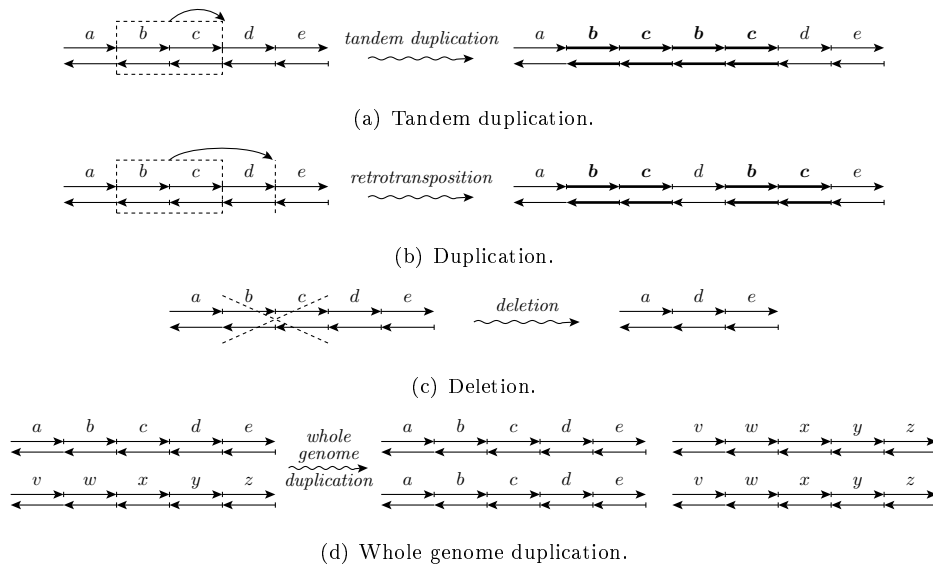 a b c d e tandem duplication a b c b c d e
(a) Tandem duplication.
a b c d e retrotransposition a b c d b c e
(b) Duplication.
a b c d e deletion a d e
(c) Deletion.
a b c d e whole a b c d e v w x y z
genome
v w x y z duplication a b c d e v w x y z
(d) Whole genome duplication.